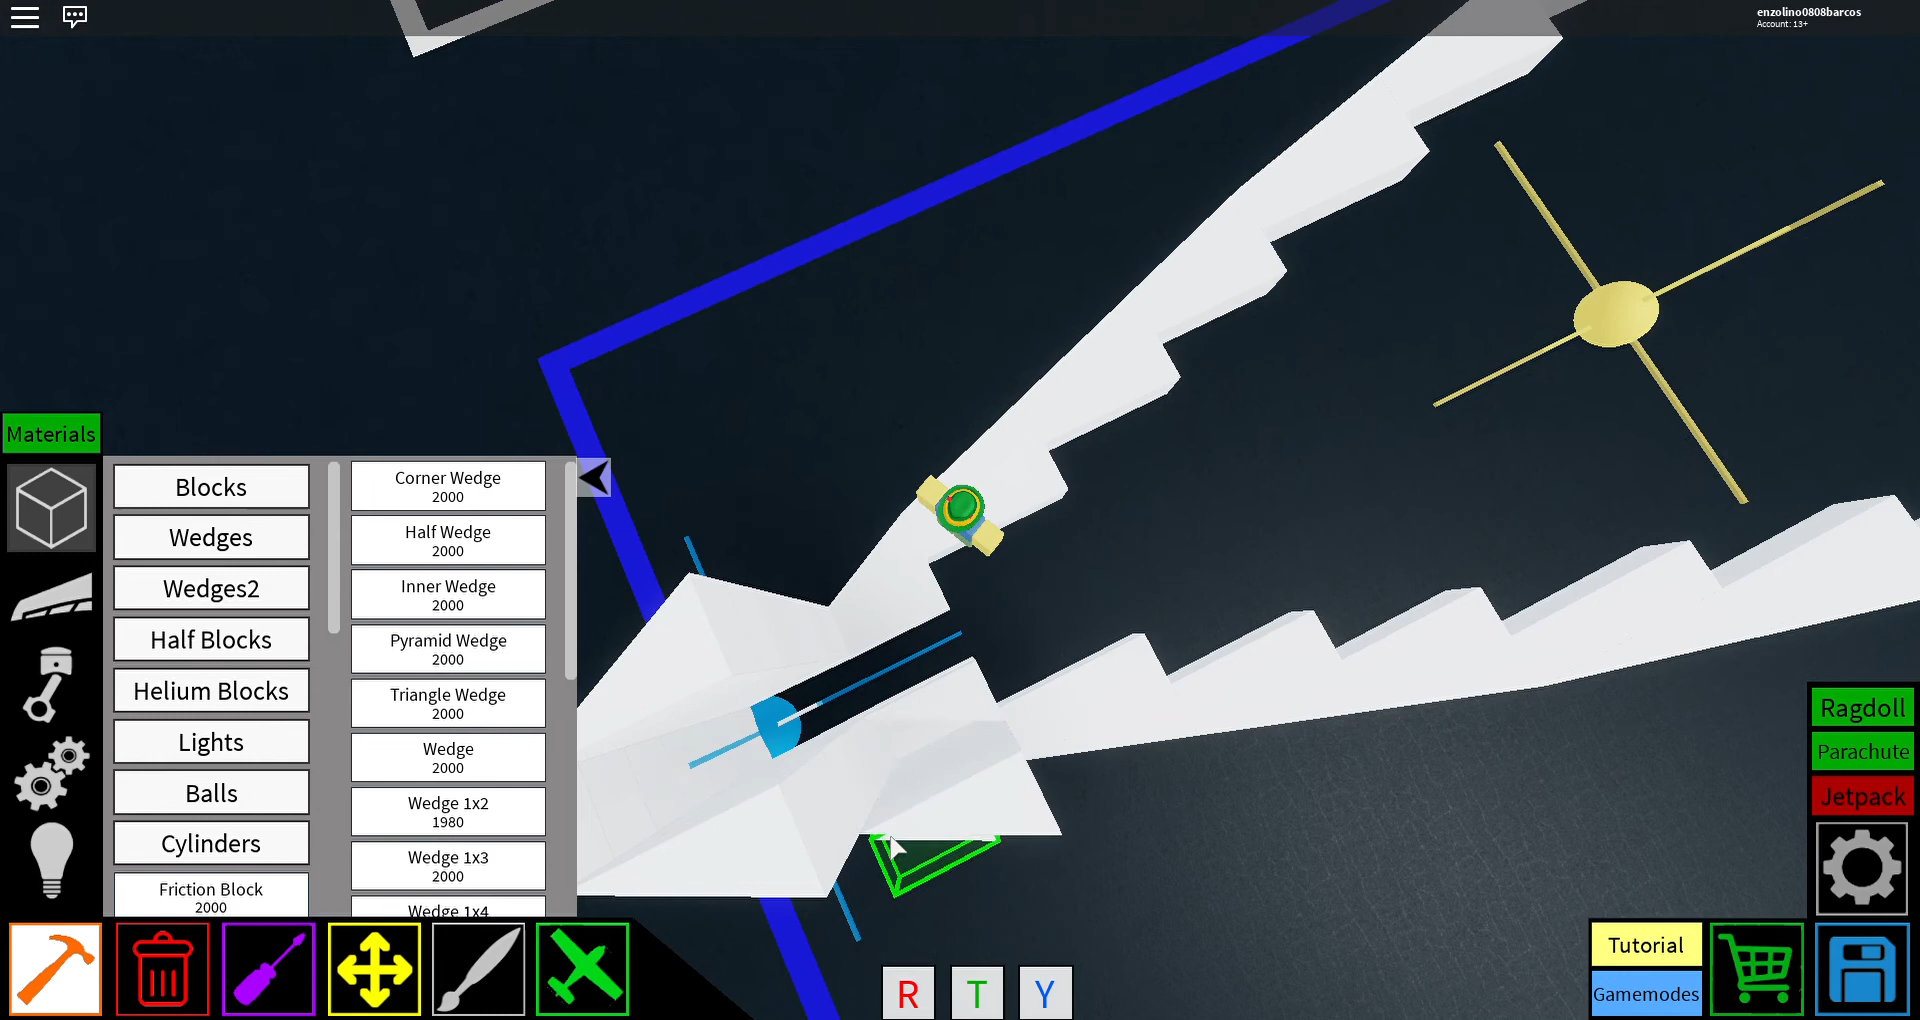 enzolino0808barcos
Account: 13+
Materials
Blocks
Wedges
Wedges2
Half Blocks
Helium Blocks
Lights
Balls
Cylinders
Friction Block
2000
Corner Wedge
2000
Half Wedge
2000
Inner Wedge
2000
Pyramid Wedge
2000
Triangle Wedge
2000
Wedge
2000
Wedge 1x2
1980
Wedge 1x3
2000
Wedge 1x4
Ragdoll
Parachute
Jetpack
Tutorial
Gamemodes
R
T
Y